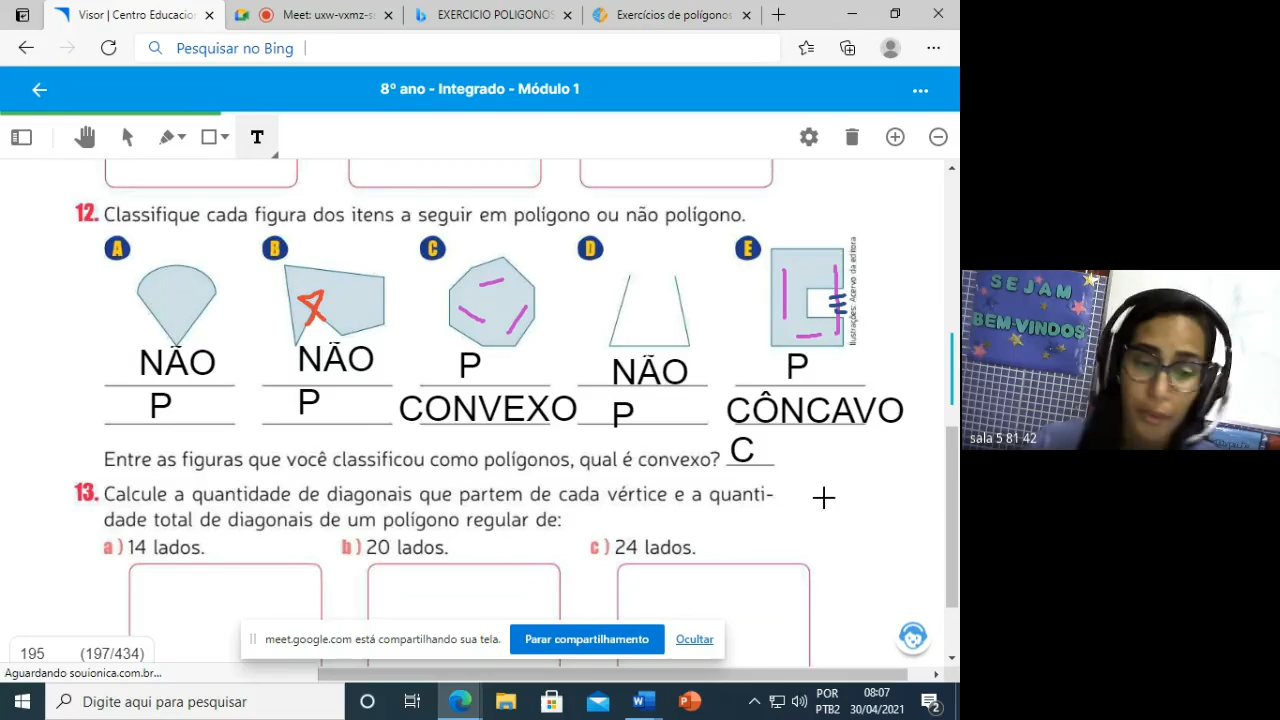 Visor | Centro Educacio
Meet: uxw-vxmz-s
EXERCICIO POLIGONOS
Exercícios de polígonos
Pesquisar no Bing
8º ano - Integrado - Módulo 1
T
12. Classifique cada figura dos itens a seguir em polígono ou não polígono.
A B C D E
Ilustrações: Acervo da editora
NÃO NÃO P NÃO P
P P CONVEXO P CÔNCAVO
Entre as figuras que você classificou como polígonos, qual é convexo? C
13. Calcule a quantidade de diagonais que partem de cada vértice e a quanti-
dade total de diagonais de um polígono regular de:
a) 14 lados. b) 20 lados. c) 24 lados.
195 (197/434)
meet.google.com está compartilhando sua tela. Parar compartilhamento Ocultar
Aguardando souionica.com.br...
Digite aqui para pesquisar
POR
PTB2
08:07
30/04/2021
2
SEJAM
BEM-VINDOS
sala 5 81 42